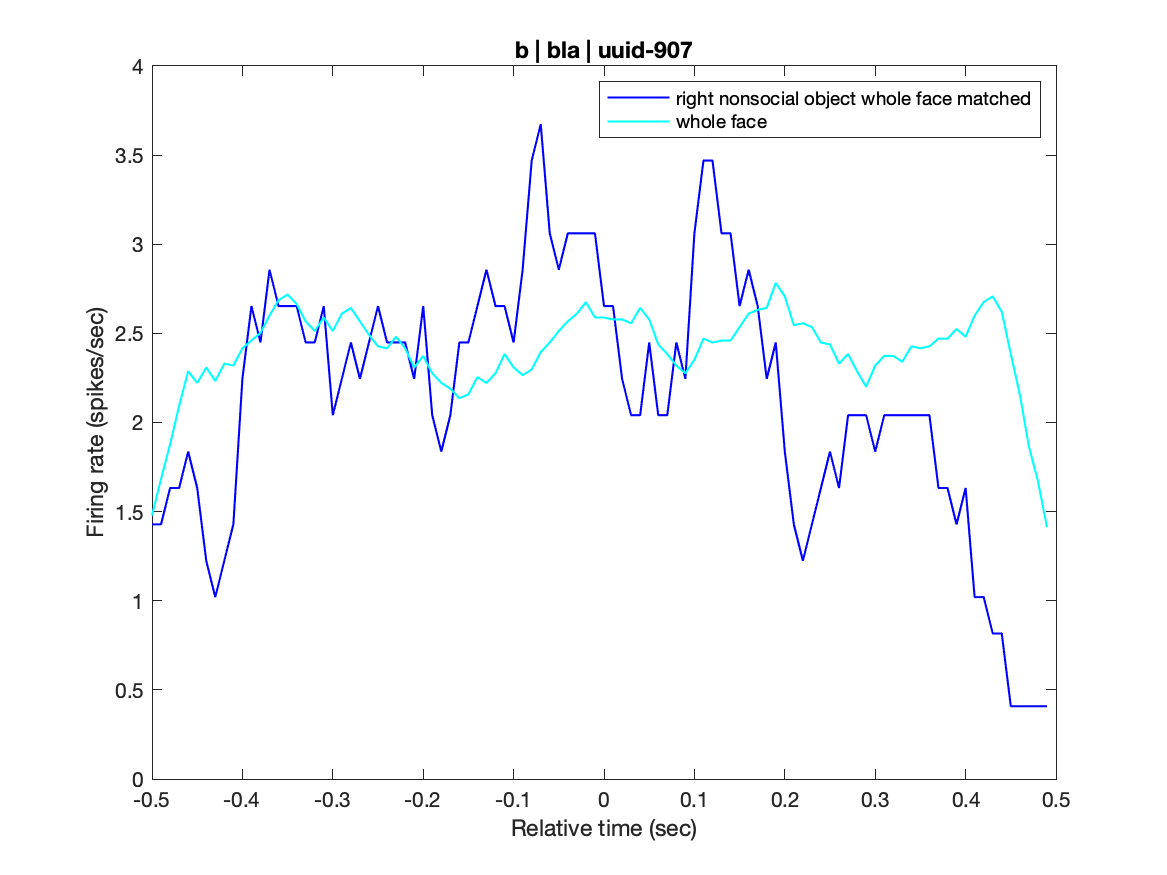 b | bla | uuid-907
right nonsocial object whole face matched
whole face
Firing rate (spikes/sec)
4
3.5
3
2.5
2
1.5
1
0.5
0
-0.5 -0.4 -0.3 -0.2 -0.1 0 0.1 0.2 0.3 0.4 0.5
Relative time (sec)